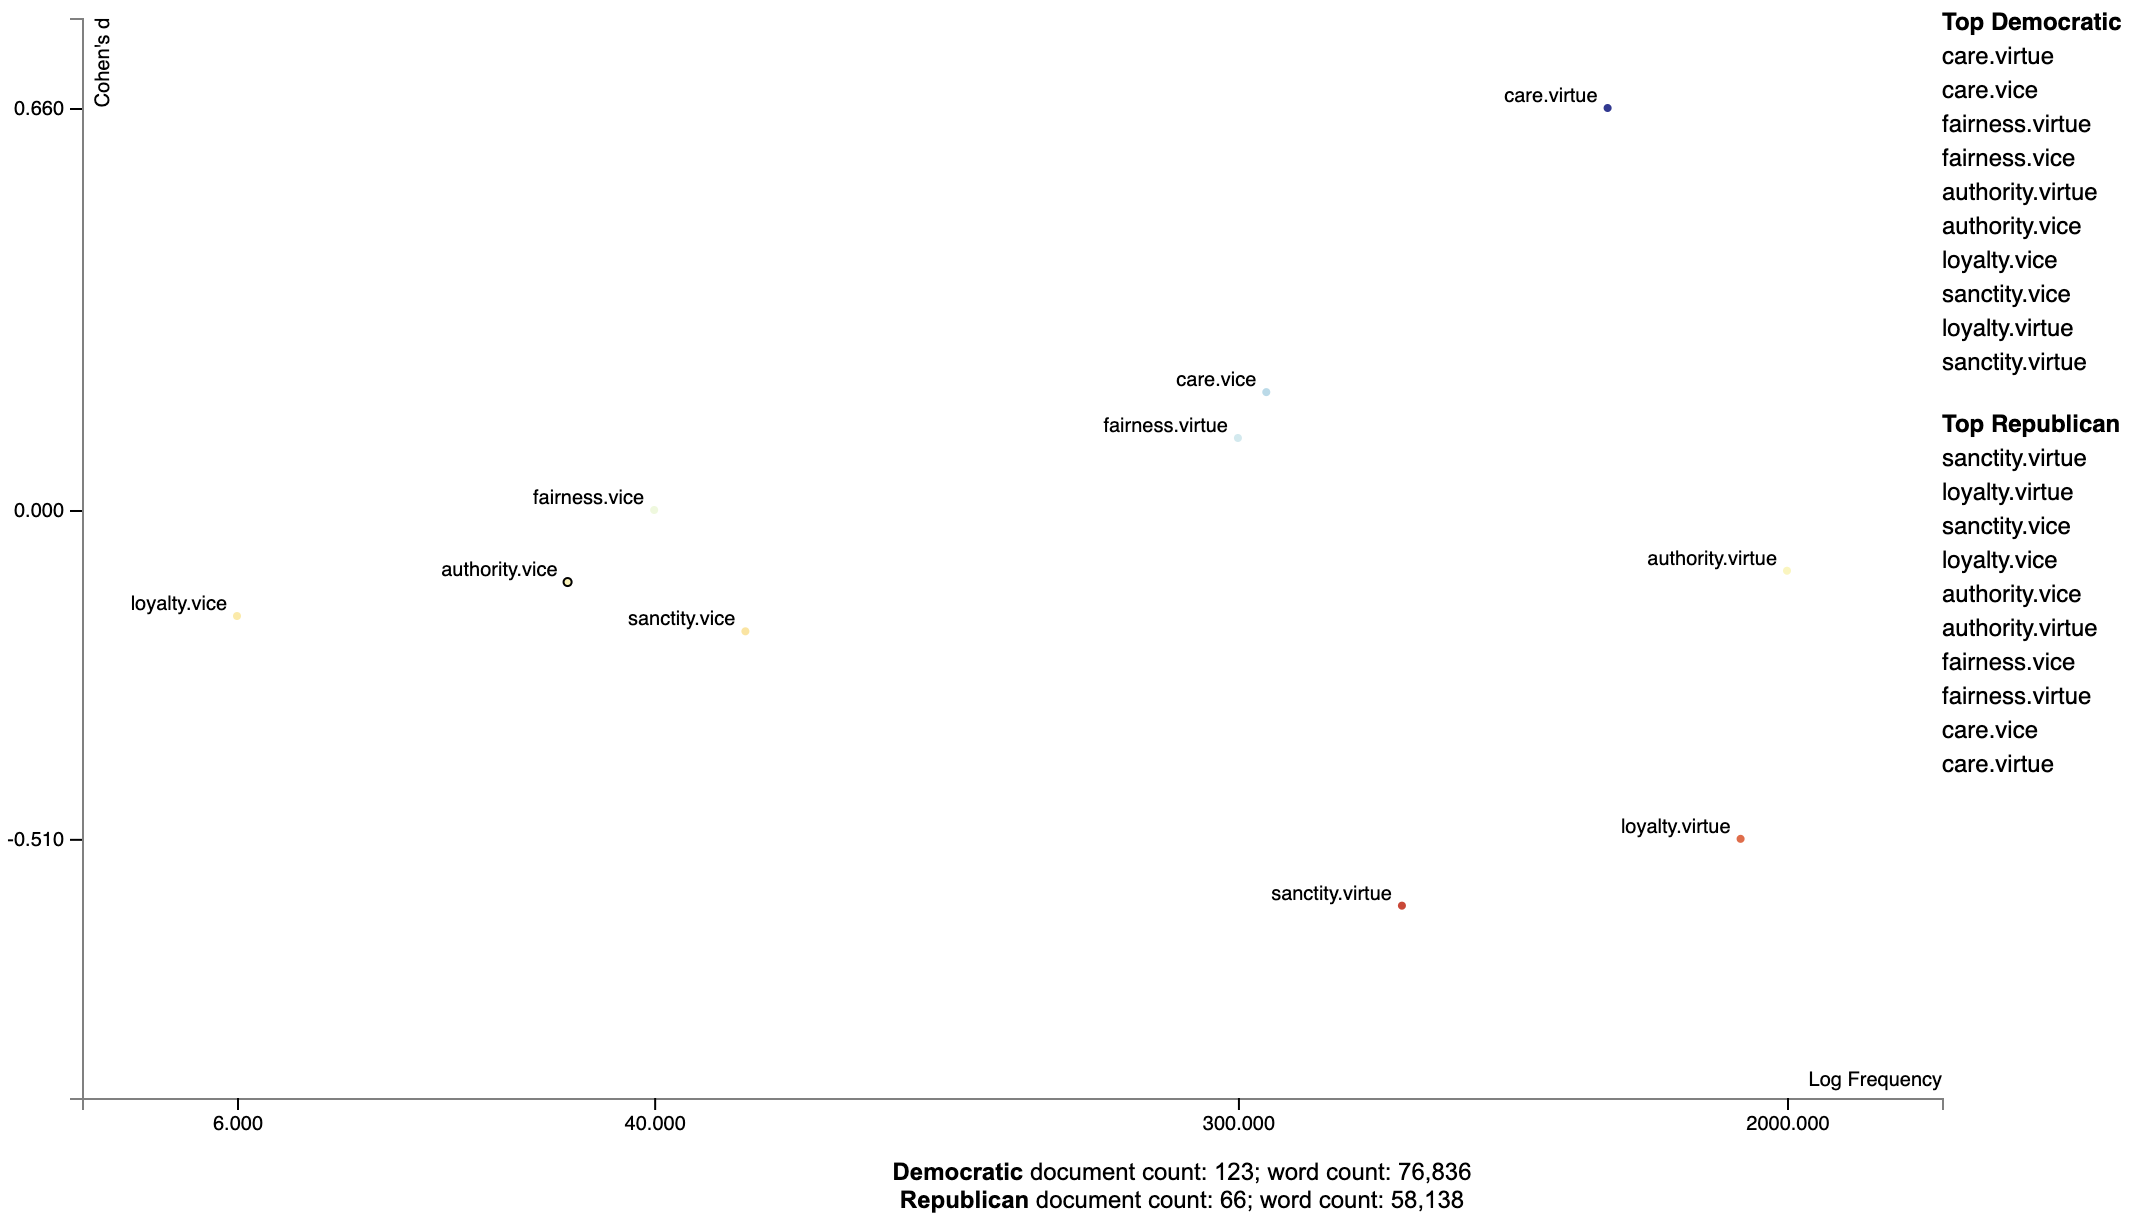 Cohen's d
0.660
0.000
-0.510
care.virtue
care.vice
fairness.virtue
fairness.vice
authority.vice
authority.virtue
loyalty.vice
sanctity.vice
loyalty.virtue
sanctity.virtue
Log Frequency
6.000
40.000
300.000
2000.000
Democratic document count: 123; word count: 76,836
Republican document count: 66; word count: 58,138
Top Democratic
care.virtue
care.vice
fairness.virtue
fairness.vice
authority.virtue
authority.vice
loyalty.vice
sanctity.vice
loyalty.virtue
sanctity.virtue
Top Republican
sanctity.virtue
loyalty.virtue
sanctity.vice
loyalty.vice
authority.vice
authority.virtue
fairness.vice
fairness.virtue
care.vice
care.virtue